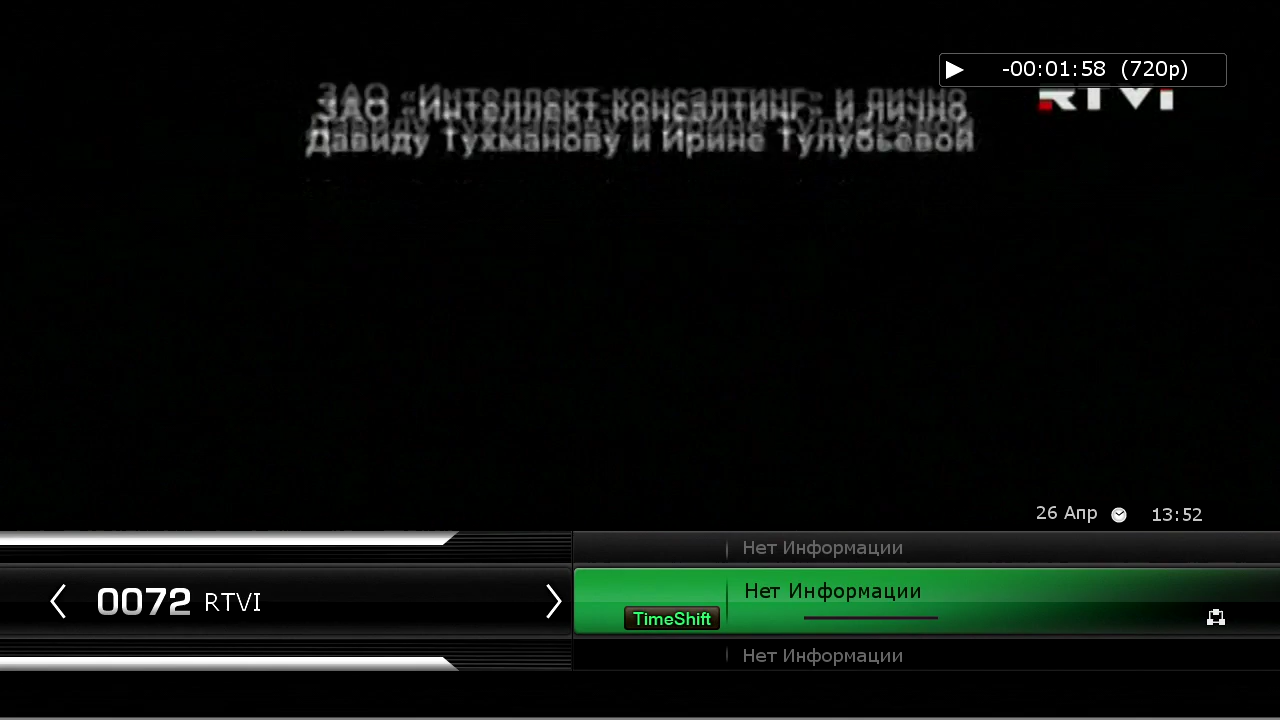 -00:01:58 (720p)
RTVi
ЗАО «Интеллект-консалтинг» и лично
Давиду Тухманову и Ирине Тулубьевой
26 Апр 13:52
Нет Информации
0072 RTVI
Нет Информации
TimeShift
Нет Информации